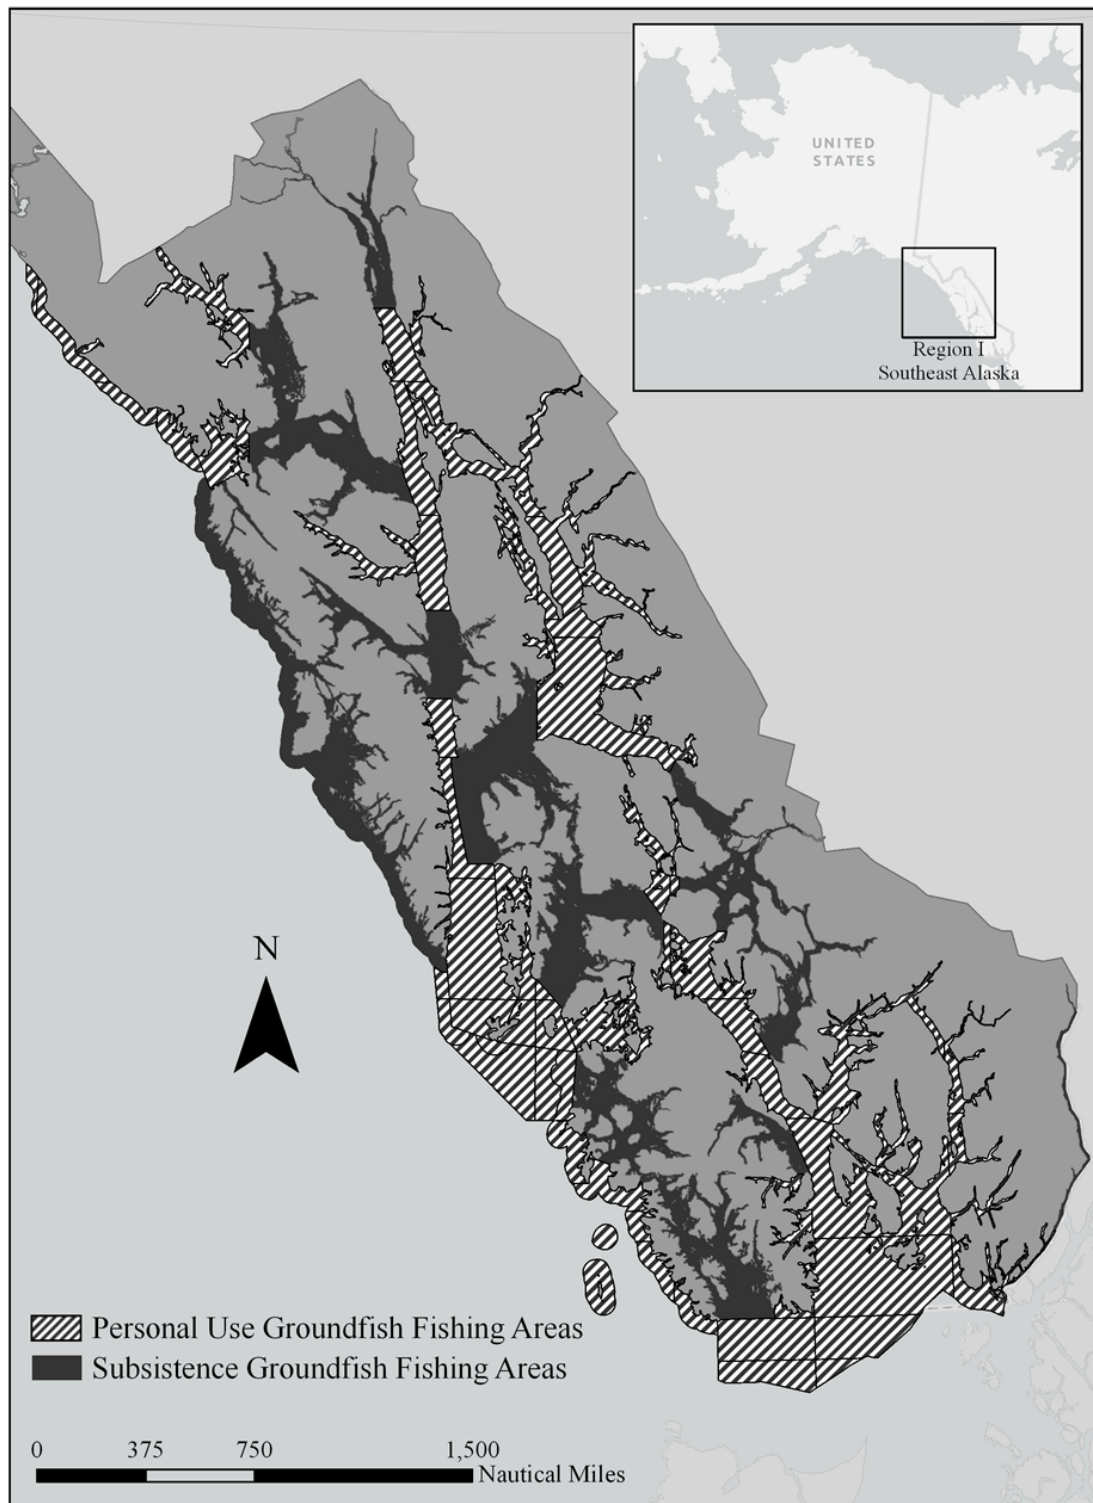 UNITED
STATES
Region I
Southeast Alaska
N
Personal Use Groundfish Fishing Areas
Subsistence Groundfish Fishing Areas
0 375 750 1,500
Nautical Miles